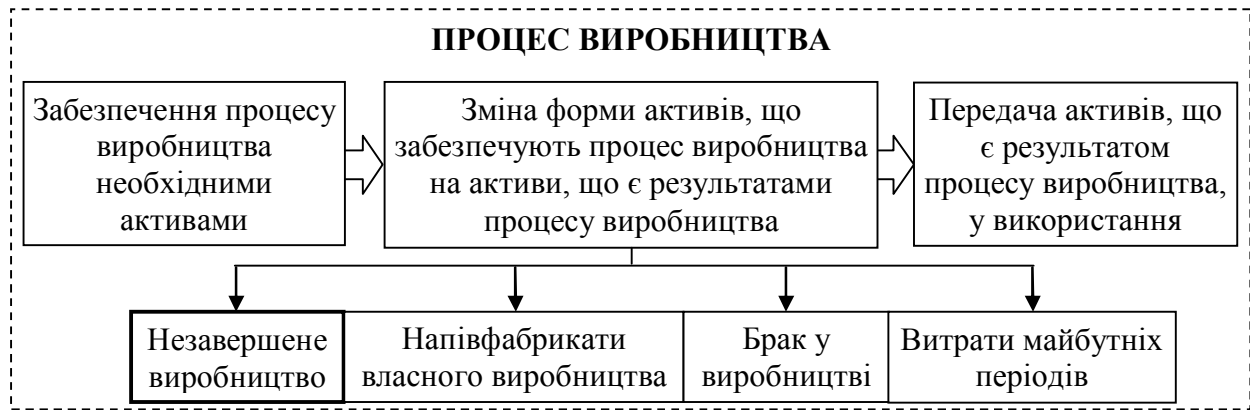 ПРОЦЕС ВИРОБНИЦТВА
Забезпечення процесу
виробництва
необхідними
активами
Зміна форми активів, що
забезпечують процес виробництва
на активи, що є результатами
процесу виробництва
Передача активів, що
є результатом
процесу виробництва,
у використання
Незавершене
виробництво
Напівфабрикати
власного виробництва
Брак у
виробництві
Витрати майбутніх
періодів